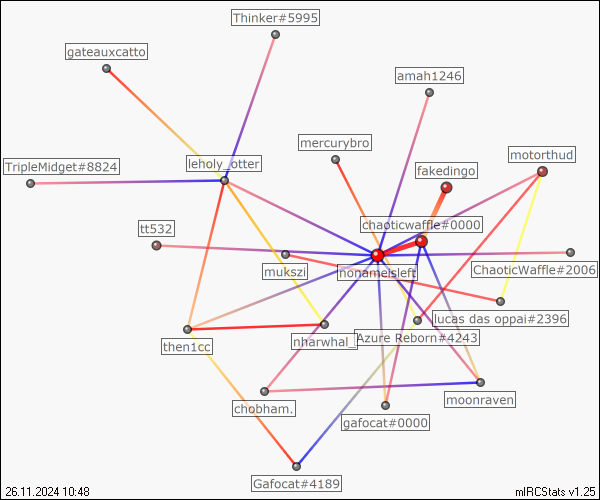 Thinker#5995
gateauxcatto
amah1246
mercurybro
motorthud
leholy_otter
TripleMidget#8824
fakedingo
chaoticwaffle#0000
tt532
mukszi
nonameisleft
ChaoticWaffle#2006
lucas das oppai#2396
then1cc
nharwhal_
Azure Reborn#4243
chobham.
moonraven
gafocat#0000
Gafocat#4189
26.11.2024 10:48
mIRCStats v1.25